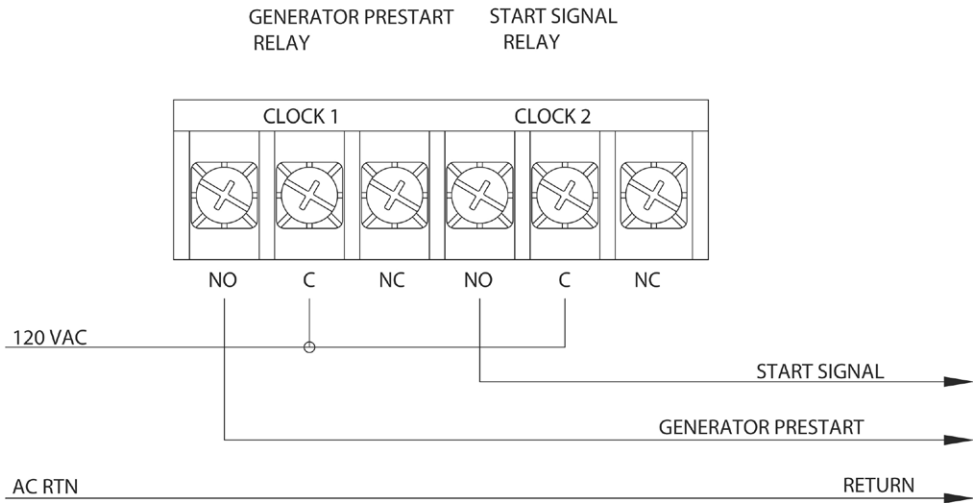 GENERATOR PRESTART START SIGNAL
RELAY RELAY
CLOCK 1 CLOCK 2
NO C NC NO C NC
120 VAC
START SIGNAL
GENERATOR PRESTART
AC RTN RETURN